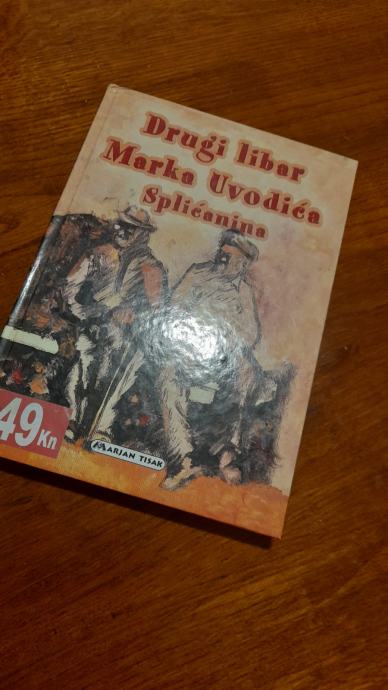 Drugi libar
Marka Uvodića
Splićanina
49Kn
MARJAN TISAK